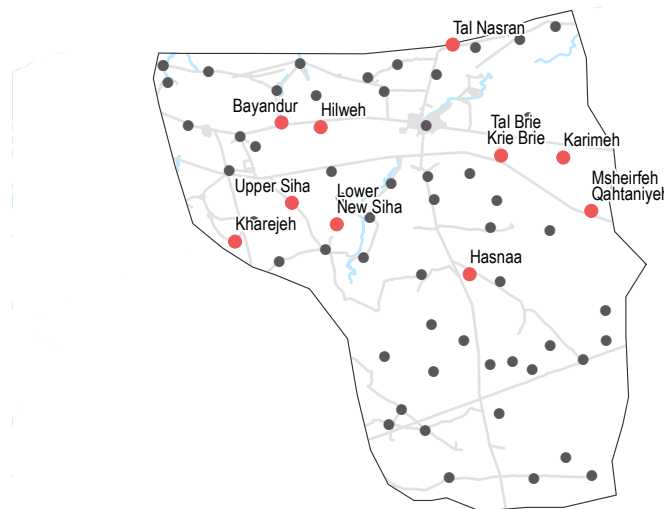 Tal Nasran
Bayandur
Hilweh
Tal Brie
Krie Brie
Karimeh
Msheirfeh
Qahtaniyeh
Upper Siha
Lower
New Siha
Kharejeh
Hasnaa